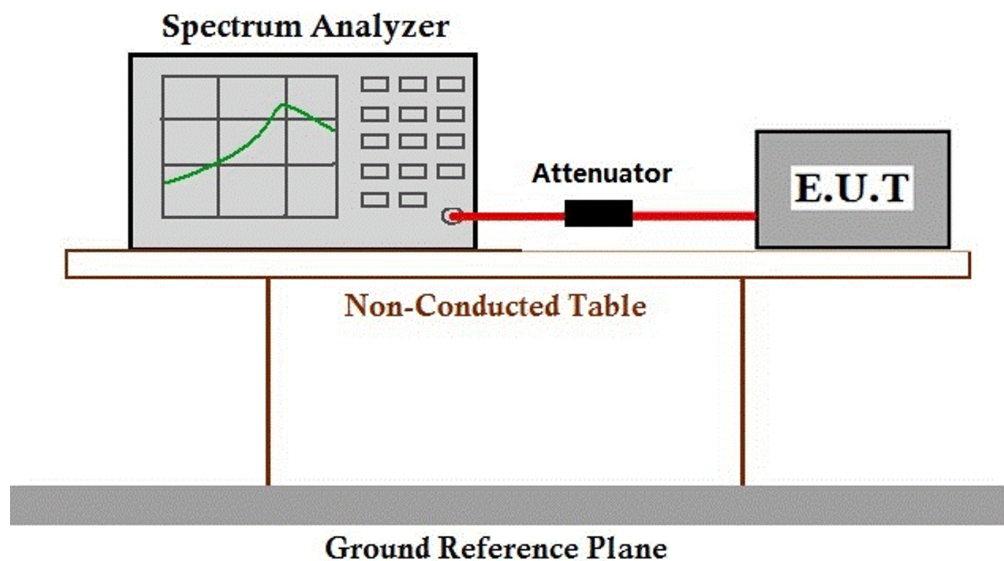 Spectrum Analyzer
Attenuator
E.U.T
Non-Conducted Table
Ground Reference Plane